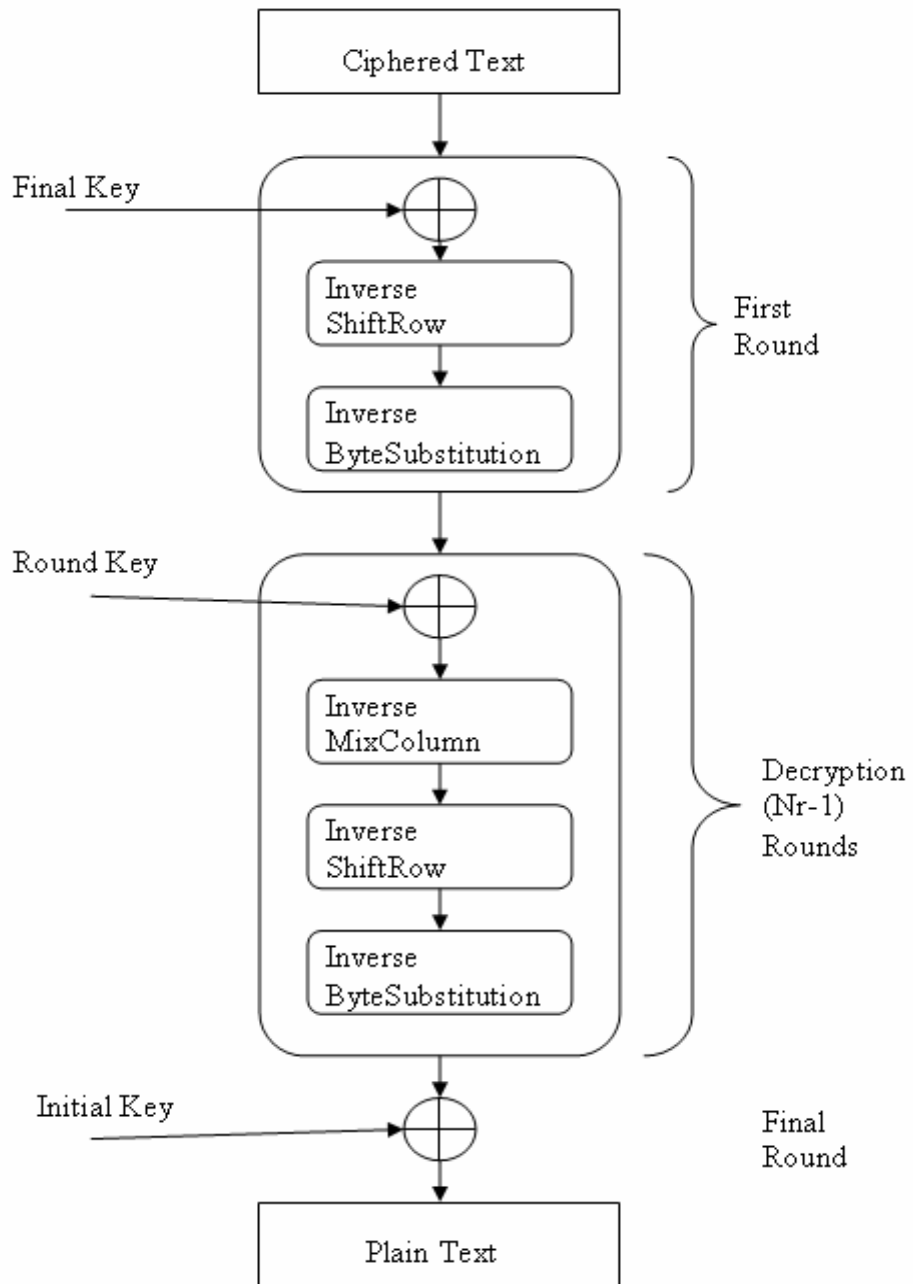 Ciphered Text
Final Key
Inverse
ShiftRow
First
Round
Inverse
ByteSubstitution
Round Key
Inverse
MixColumn
Decryption
(Nr-1)
Rounds
Inverse
ShiftRow
Inverse
ByteSubstitution
Initial Key
Final
Round
Plain Text